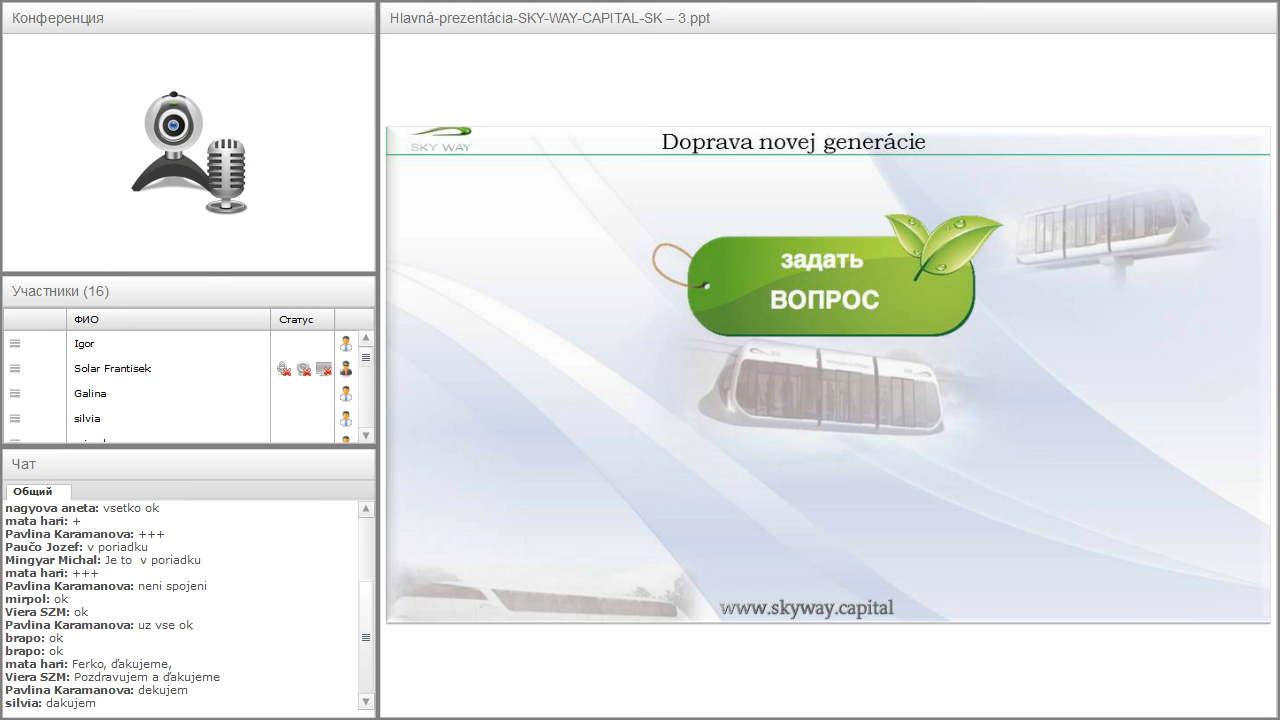 Конференция
Участники (16)
ФИО
Статус
Igor
Solar Frantisek
Galina
silvia
Чат
Общий
nagyova aneta: vsetko ok
mata hari: +
Pavlina Karamanova: +++
Paučo Jozef: v poriadku
Mingyar Michal: Je to v poriadku
mata hari: +++
Pavlina Karamanova: neni spojeni
mirpol: ok
Viera SZM: ok
Pavlina Karamanova: uz vse ok
brapo: ok
brapo: ok
mata hari: Ferko, ďakujeme,
Viera SZM: Pozdravujem a ďakujeme
Pavlina Karamanova: dekujem
silvia: dakujem
Hlavná-prezentácia-SKY-WAY-CAPITAL-SK – 3.ppt
SKY WAY
Doprava novej generácie
задать
ВОПРОС
www.skyway.capital